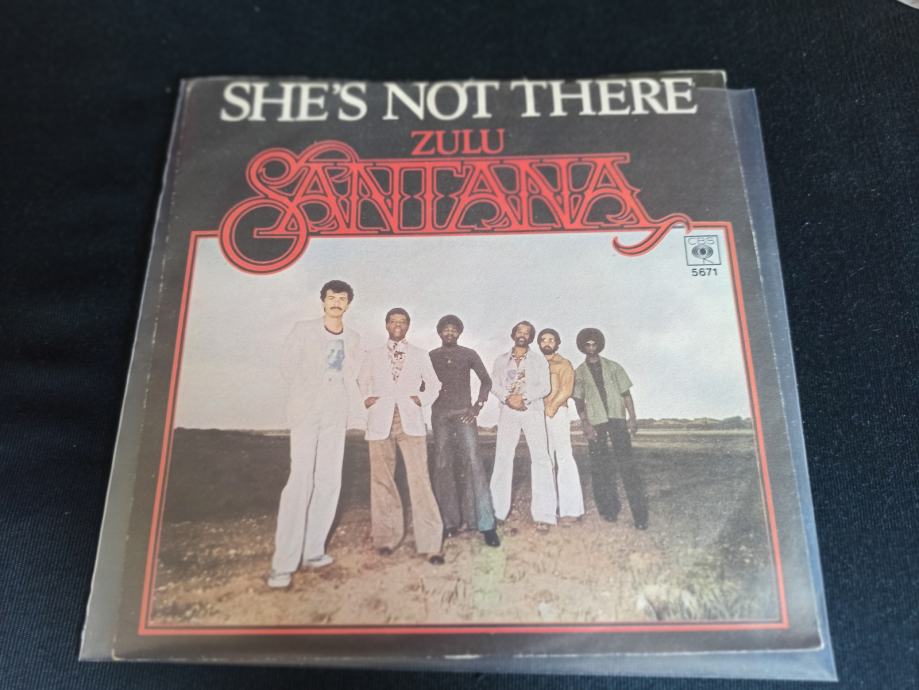 SHE'S NOT THERE
ZULU
SANTANA
CBS
5671